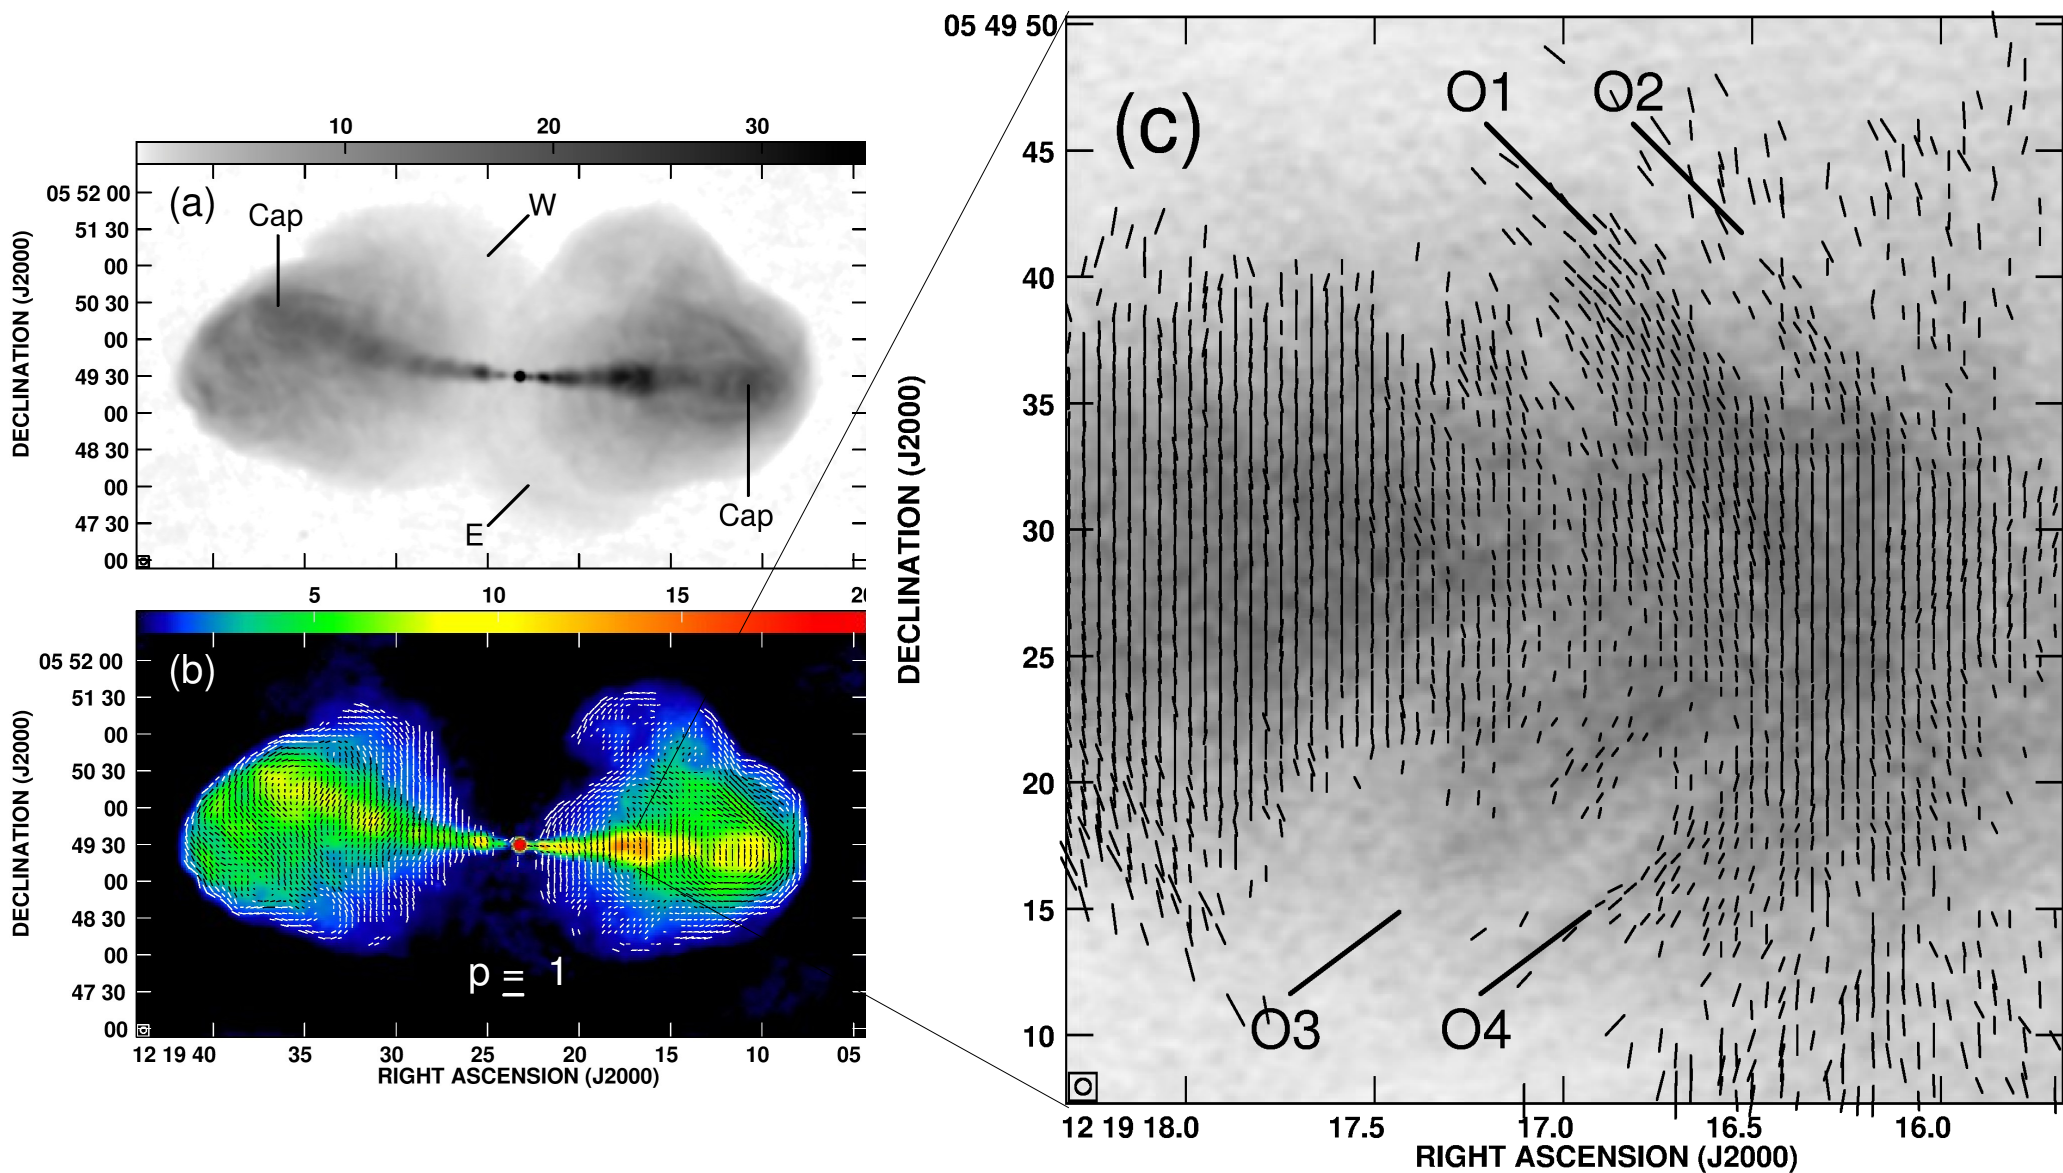 10 20 30
(a)
Cap
W
Cap
E
05 52 00
51 30
00
50 30
00
49 30
00
48 30
00
47 30
00
DECLINATION (J2000)
5 10 15 20
(b)
p = 1
05 52 00
51 30
00
50 30
00
49 30
00
48 30
00
47 30
00
DECLINATION (J2000)
12 19 40 35 30 25 20 15 10 05
RIGHT ASCENSION (J2000)
05 49 50
45
40
35
30
25
20
15
10
DECLINATION (J2000)
(c)
O1 O2
O3 O4
12 19 18.0 17.5 17.0 16.5 16.0
RIGHT ASCENSION (J2000)